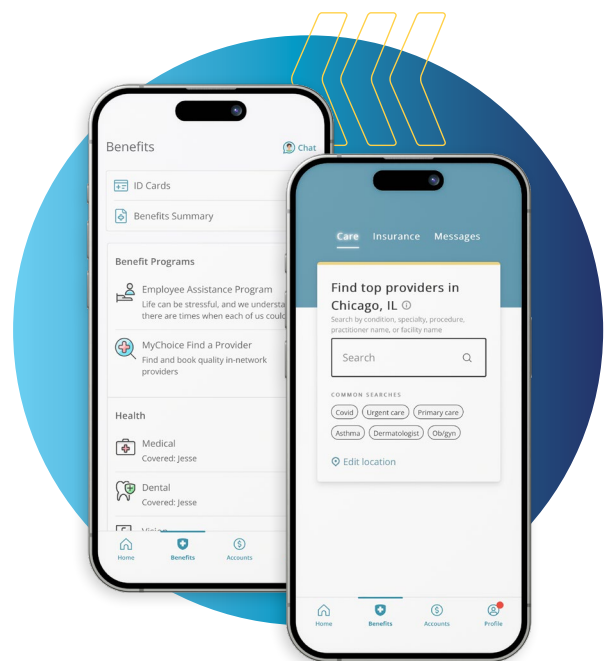 Benefits
Chat
ID Cards
Benefits Summary
Benefit Programs
Employee Assistance Program
Life can be stressful, and we understa
there are times when each of us could
MyChoice Find a Provider
Find and book quality in-network
providers
Health
Medical
Covered: Jesse
Dental
Covered: Jesse
Vision
Home
Benefits
Accounts
Care
Insurance
Messages
Find top providers in
Chicago, IL
Search by condition, specialty, procedure,
practitioner name, or facility name
Search
COMMON SEARCHES
Covid
Urgent care
Primary care
Asthma
Dermatologist
Ob/gyn
Edit location
Home
Benefits
Accounts
Profile